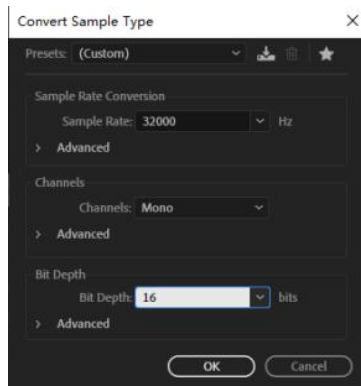 Convert Sample Type
Presets: (Custom)
Sample Rate Conversion
Sample Rate: 32000 Hz
Advanced
Channels
Channels: Mono
Advanced
Bit Depth
Bit Depth: 16 bits
Advanced
OK Cancel